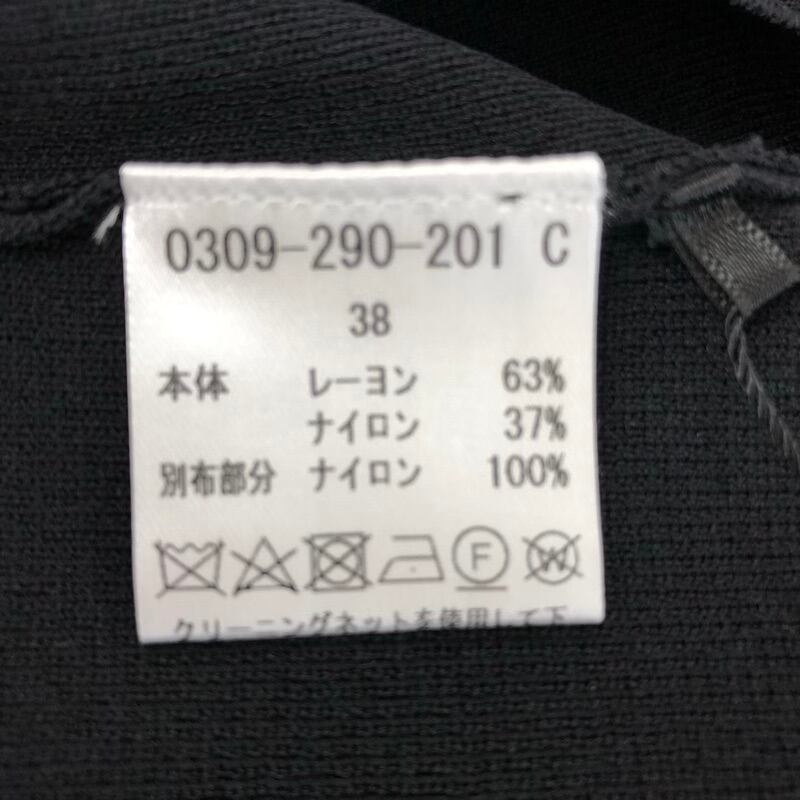 0309-290-201 C
38
本体 レーヨン 63%
ナイロン 37%
別布部分 ナイロン 100%
F W
クリーニングネットを使用して下